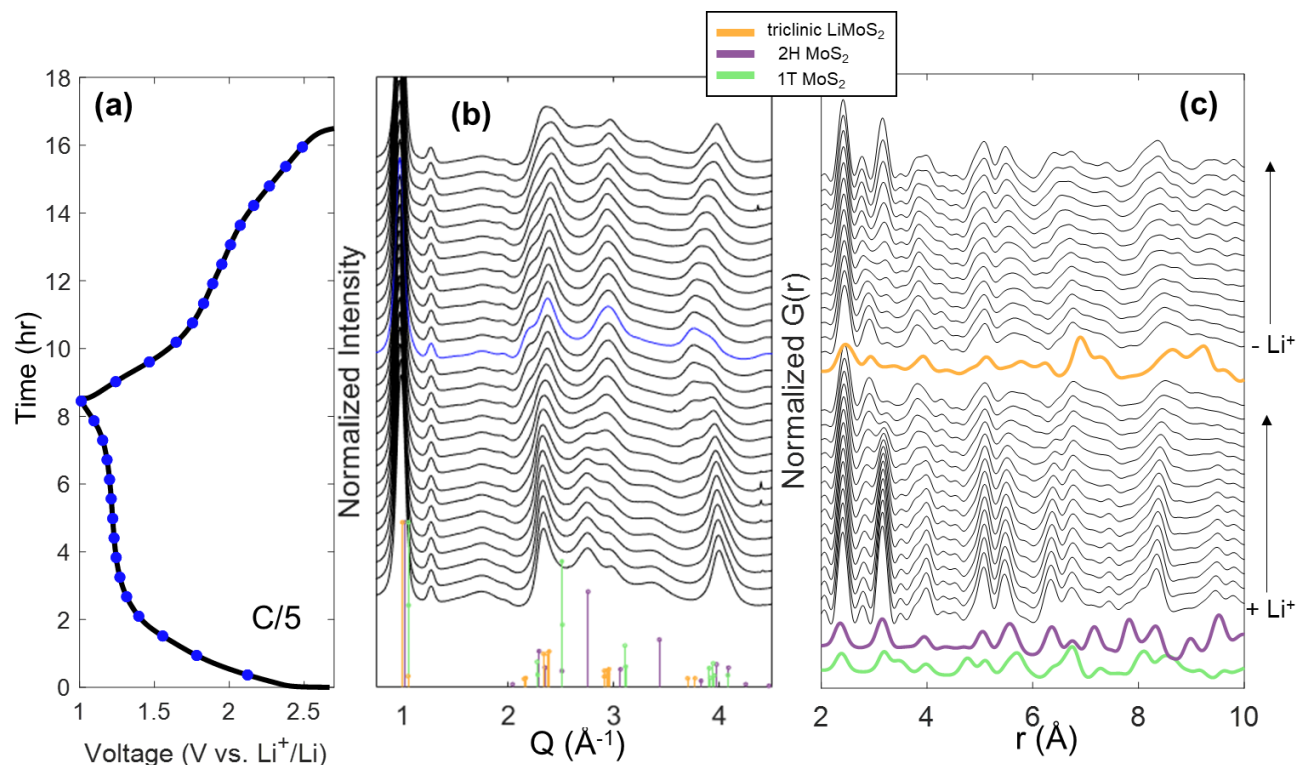 triclinic LiMoS₂
2H MoS₂
1T MoS₂
(a)
(b)
(c)
Time (hr)
18
16
14
12
10
8
6
4
2
0
C/5
1
1.5
2
2.5
Voltage (V vs. Li⁺/Li)
Normalized Intensity
1
2
3
4
Q (Å⁻¹)
Normalized G(r)
- Li⁺
+ Li⁺
2
4
6
8
10
r (Å)